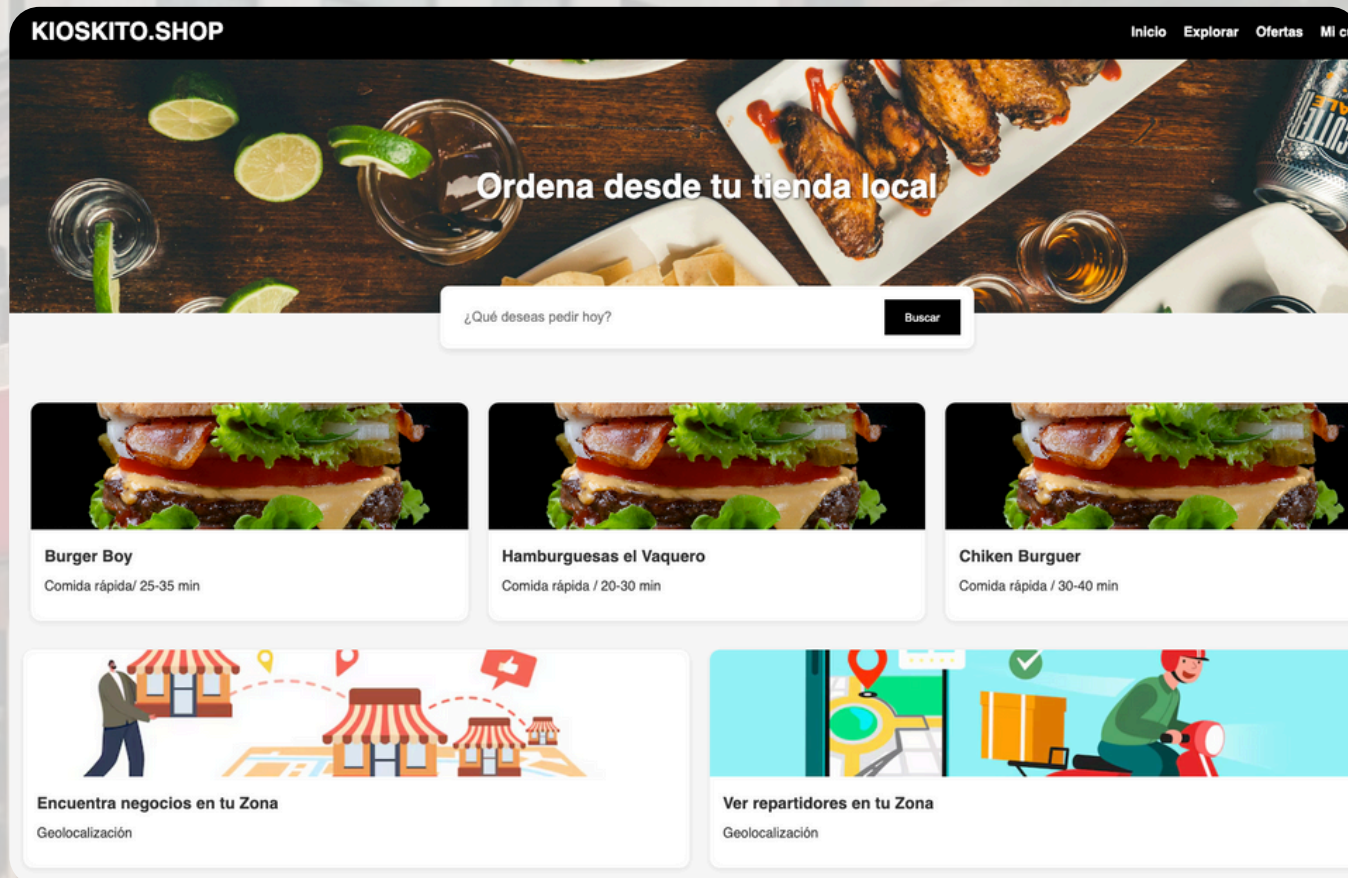 KIOSKITO.SHOP
Inicio Explorar Ofertas Mi
Ordena desde tu tienda local
¿Qué deseas pedir hoy?
Buscar
Burger Boy
Comida rápida/ 25-35 min
Hamburguesas el Vaquero
Comida rápida / 20-30 min
Chiken Burguer
Comida rápida / 30-40 min
Encuentra negocios en tu Zona
Geolocalización
Ver repartidores en tu Zona
Geolocalización